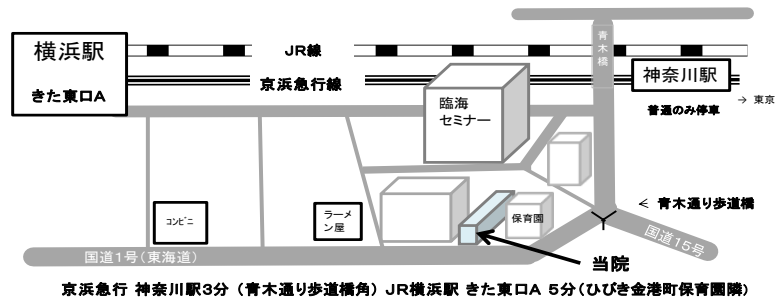 横浜駅
きた東口A
JR線
京浜急行線
青木橋
神奈川駅
普通のみ停車
→ 東京
臨海
セミナー
コンビニ
ラーメ
ン屋
保育園
< 青木通り歩道橋
国道1号(東海道)
国道15号
当院
京浜急行 神奈川駅3分 (青木通り歩道橋角) JR横浜駅 きた東口A 5分(ひびき金港町保育園隣)